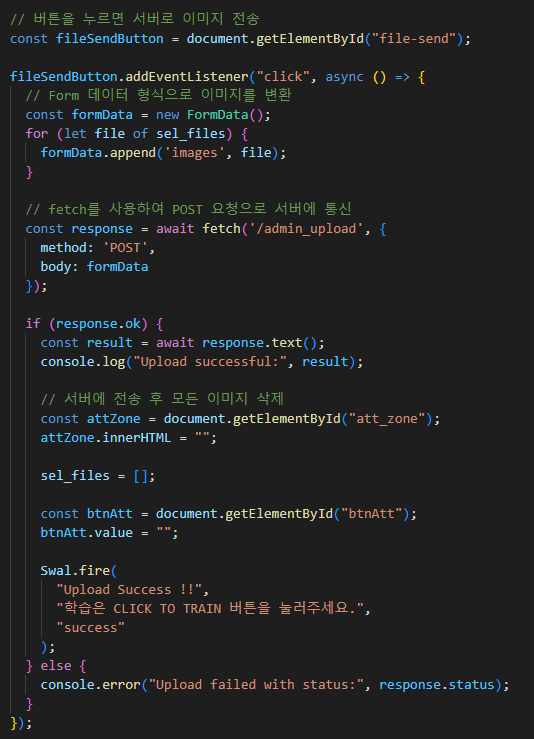 // 버튼을 누르면 서버로 이미지 전송
const fileSendButton = document.getElementById("file-send");
fileSendButton.addEventListener("click", async () => {
// Form 데이터 형식으로 이미지를 변환
const formData = new FormData();
for (let file of sel_files) {
formData.append('images', file);
}
// fetch를 사용하여 POST 요청으로 서버에 통신
const response = await fetch('/admin_upload', {
method: 'POST',
body: formData
});
if (response.ok) {
const result = await response.text();
console.log("Upload successful:", result);
// 서버에 전송 후 모든 이미지 삭제
const attZone = document.getElementById("att_zone");
attZone.innerHTML = "";
sel_files = [];
const btnAtt = document.getElementById("btnAtt");
btnAtt.value = "";
Swal.fire(
"Upload Success !!",
"학습은 CLICK TO TRAIN 버튼을 눌러주세요.",
"success"
);
} else {
console.error("Upload failed with status:", response.status);
}
});